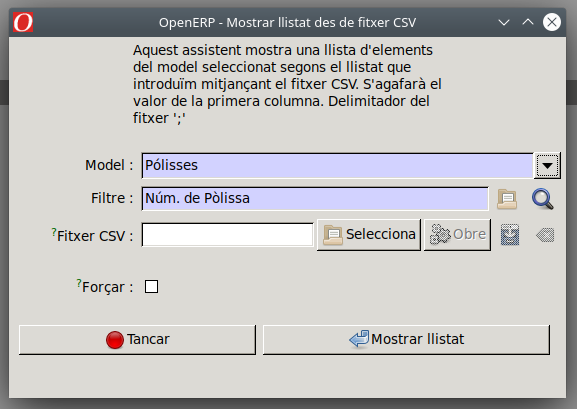 OpenERP - Mostrar llistat des de fitxer CSV
Aquest assistent mostra una llista d'elements
del model seleccionat segons el llistat que
introduïm mitjançant el fitxer CSV. S'agafarà el
valor de la primera columna. Delimitador del
fitxer ';'
Model : Pólisses
Filtre : Núm. de Pòlissa
?Fitxer CSV : Selecciona Obre
?Forçar :
Tancar Mostrar llistat